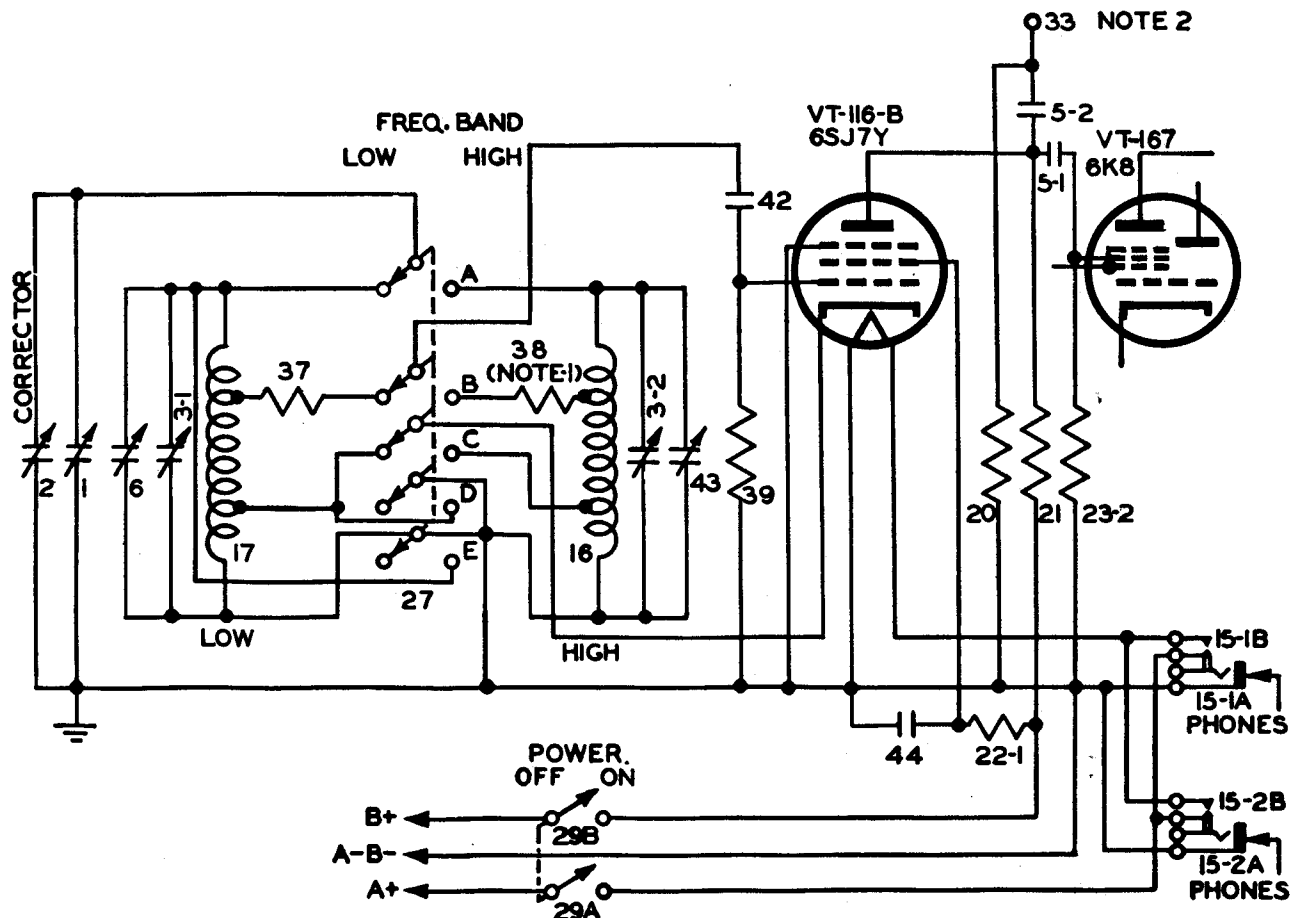 33 NOTE 2
FREQ. BAND
LOW HIGH
VT-116-B
6SJ7Y
5-2
VT-167
6K8
5-1
42
A
CORRECTOR
37
38
(NOTE-1)
B
3-1
3-2
C
2
1
6
43
39
D
20
21
23-2
17
16
E
27
LOW
HIGH
15-1B
15-1A
PHONES
44
22-1
POWER.
OFF ON
B+
29B
15-2B
A-B-
15-2A
PHONES
A+
29A